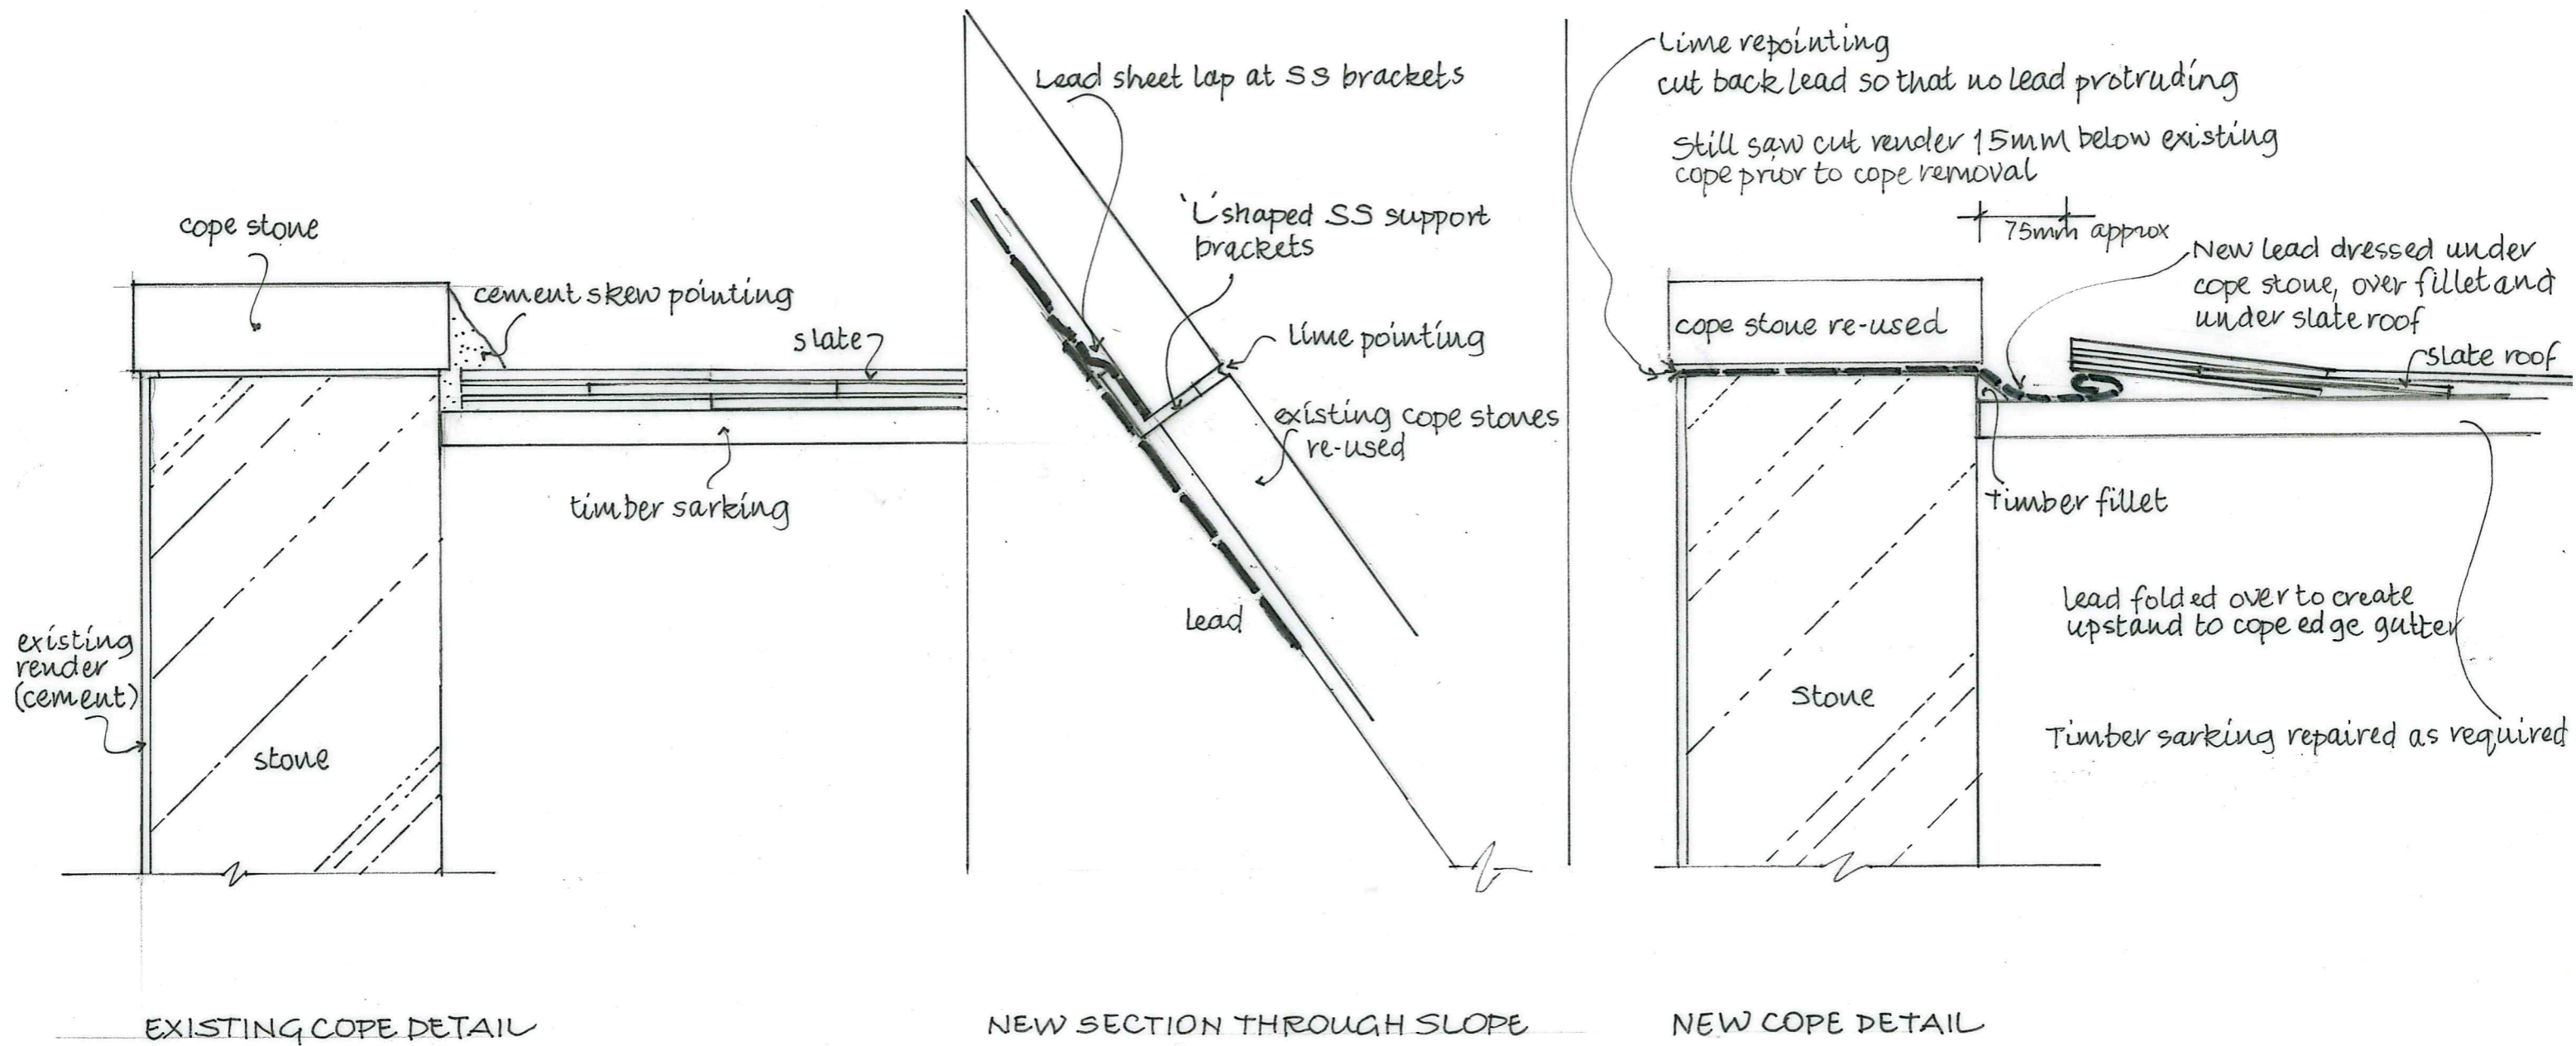 cope stone
cement skew pointing
slate
timber sarking
existing
render
(cement)
stone
EXISTING COPE DETAIL
Lead sheet lap at SS brackets
'L' shaped SS support
brackets
Lime pointing
existing cope stones
re-used
Lead
NEW SECTION THROUGH SLOPE
Lime repointing
cut back lead so that no lead protruding
Still saw cut render 15mm below existing
cope prior to cope removal
75mm approx
New lead dressed under
cope stone, over fillet and
under slate roof
cope stone re-used
slate roof
Timber fillet
Lead folded over to create
upstand to cope edge gutter
Stone
Timber sarking repaired as required
NEW COPE DETAIL